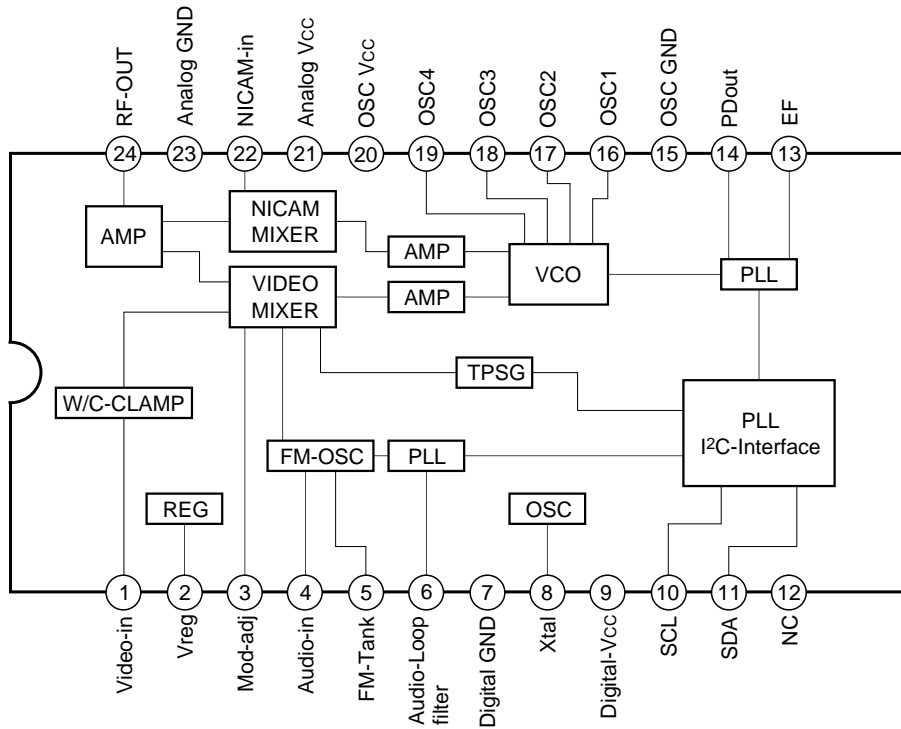 RF-OUT
Analog GND
NICAM-in
Analog VCC
OSC VCC
OSC4
OSC3
OSC2
OSC1
OSC GND
PDout
EF
24
23
22
21
20
19
18
17
16
15
14
13
AMP
NICAM
MIXER
AMP
VCO
PLL
VIDEO
MIXER
AMP
TPSG
W/C-CLAMP
PLL
I2C-Interface
FM-OSC
PLL
REG
OSC
1
2
3
4
5
6
7
8
9
10
11
12
Video-in
Vreg
Mod-adj
Audio-in
FM-Tank
Audio-Loop
filter
Digital GND
Xtal
Digital-VCC
SCL
SDA
NC